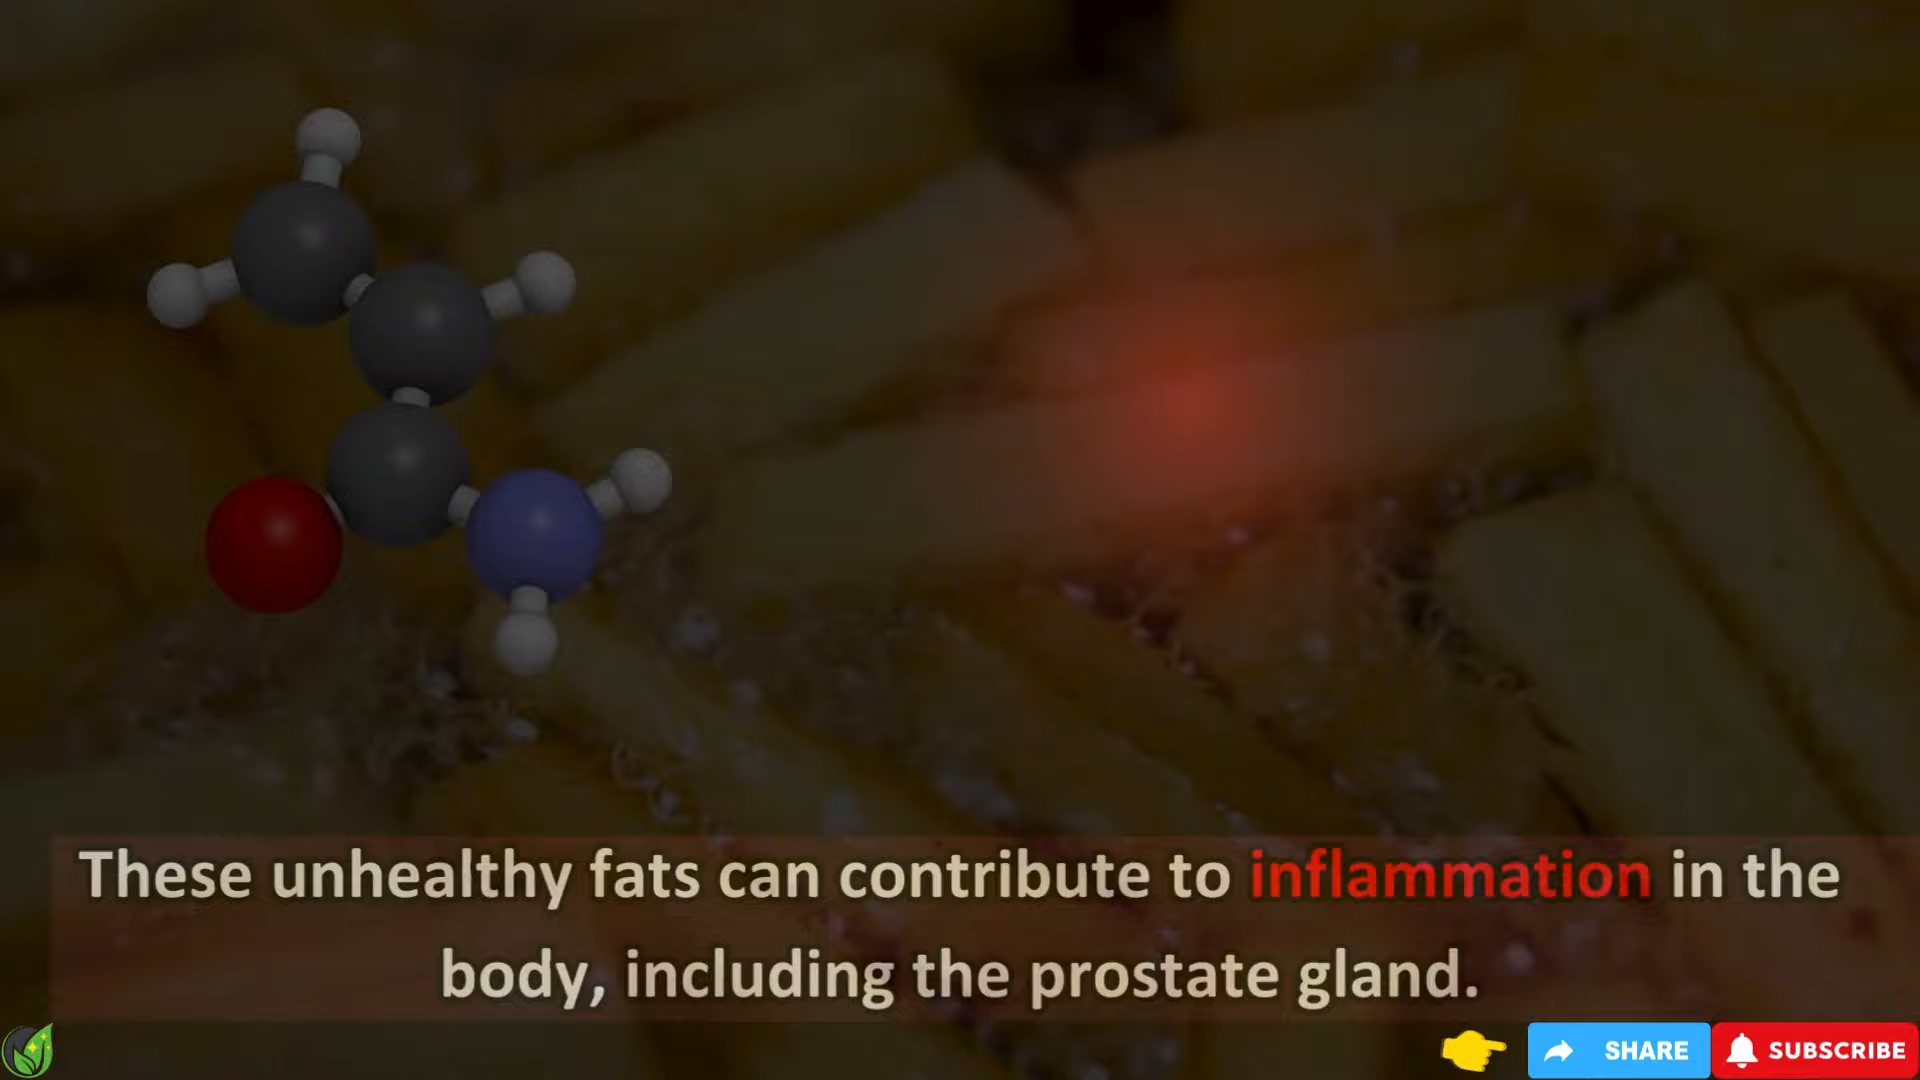 These unhealthy fats can contribute to inflammation in the
body, including the prostate gland.
SHARE
SUBSCRIBE